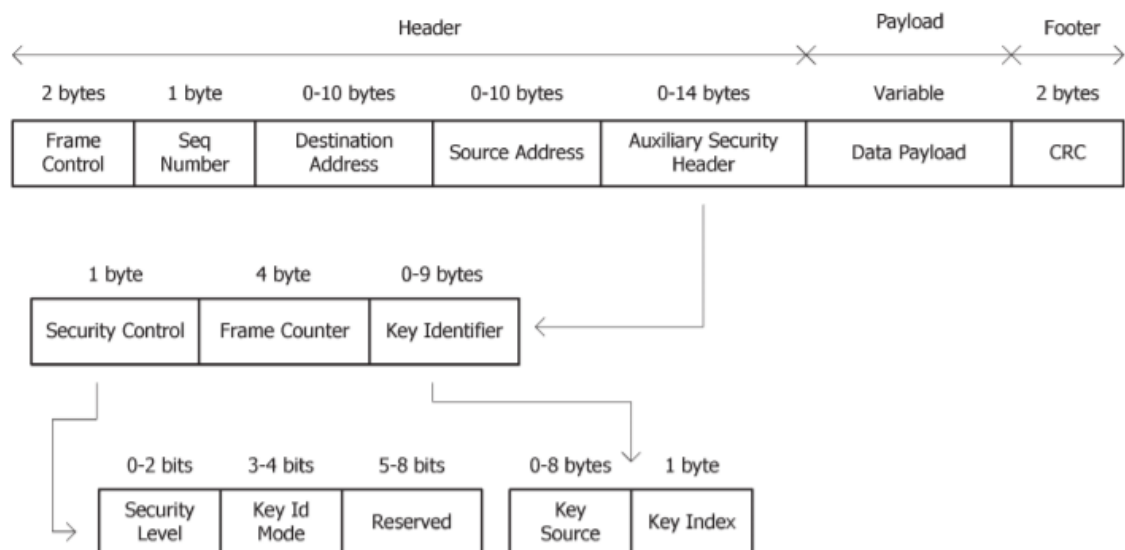 Header
Payload
Footer
2 bytes
1 byte
0-10 bytes
0-10 bytes
0-14 bytes
Variable
2 bytes
Frame
Control
Seq
Number
Destination
Address
Source Address
Auxiliary Security
Header
Data Payload
CRC
1 byte
4 byte
0-9 bytes
Security Control
Frame Counter
Key Identifier
0-2 bits
3-4 bits
5-8 bits
0-8 bytes
1 byte
Security
Level
Key Id
Mode
Reserved
Key
Source
Key Index